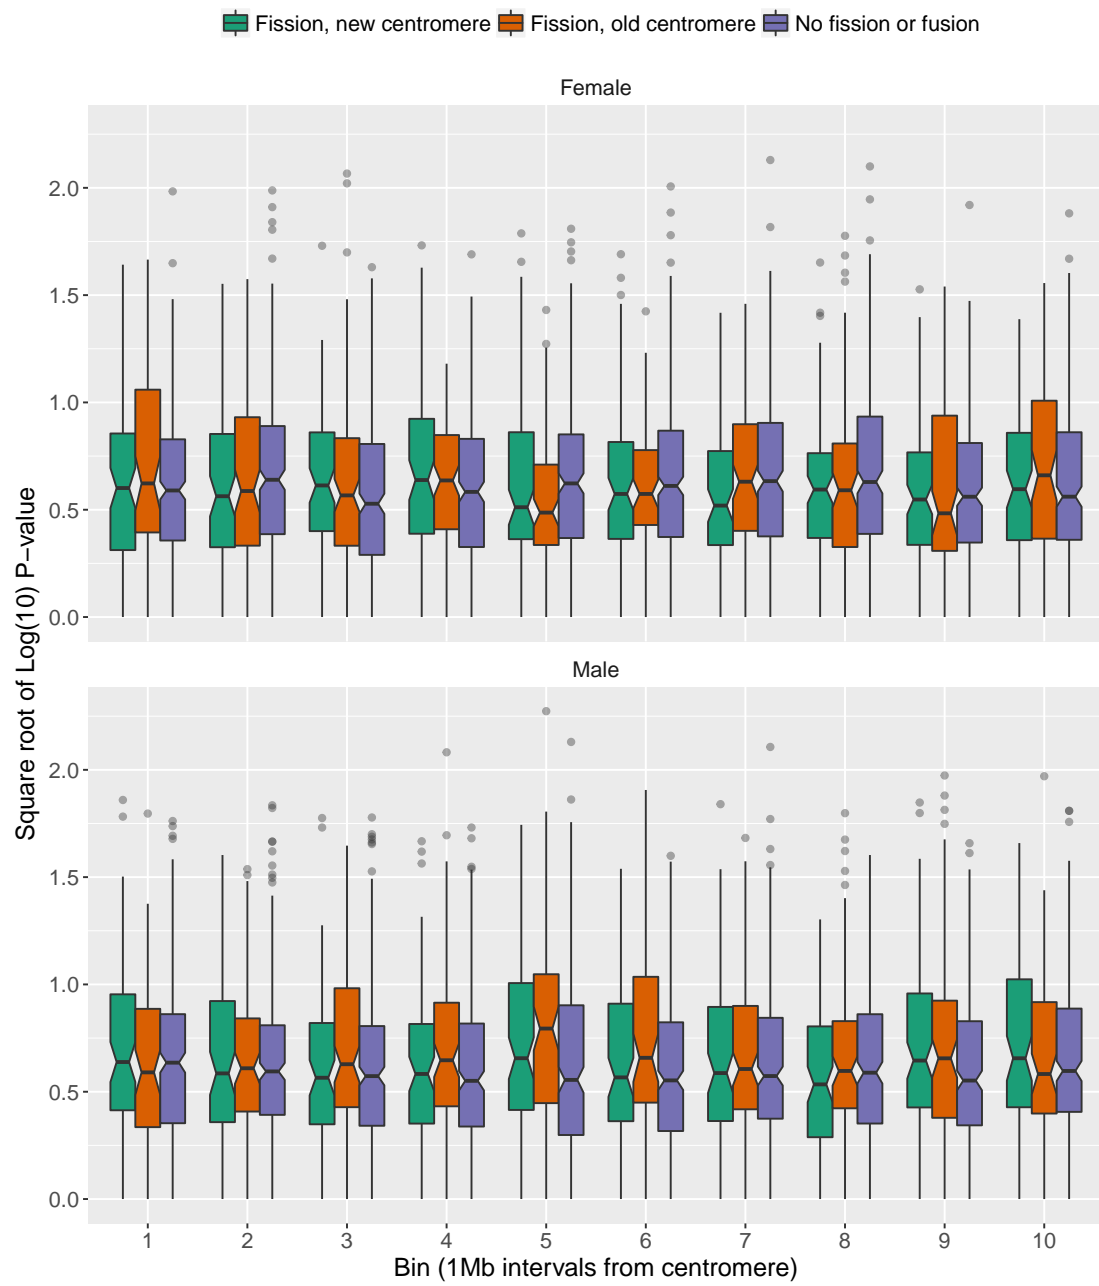 Fission, new centromere Fission, old centromere No fission or fusion
Female
2.0
1.5
1.0
0.5
0.0
Male
2.0
1.5
1.0
0.5
0.0
Square root of Log(10) P−value
1 2 3 4 5 6 7 8 9 10
Bin (1Mb intervals from centromere)